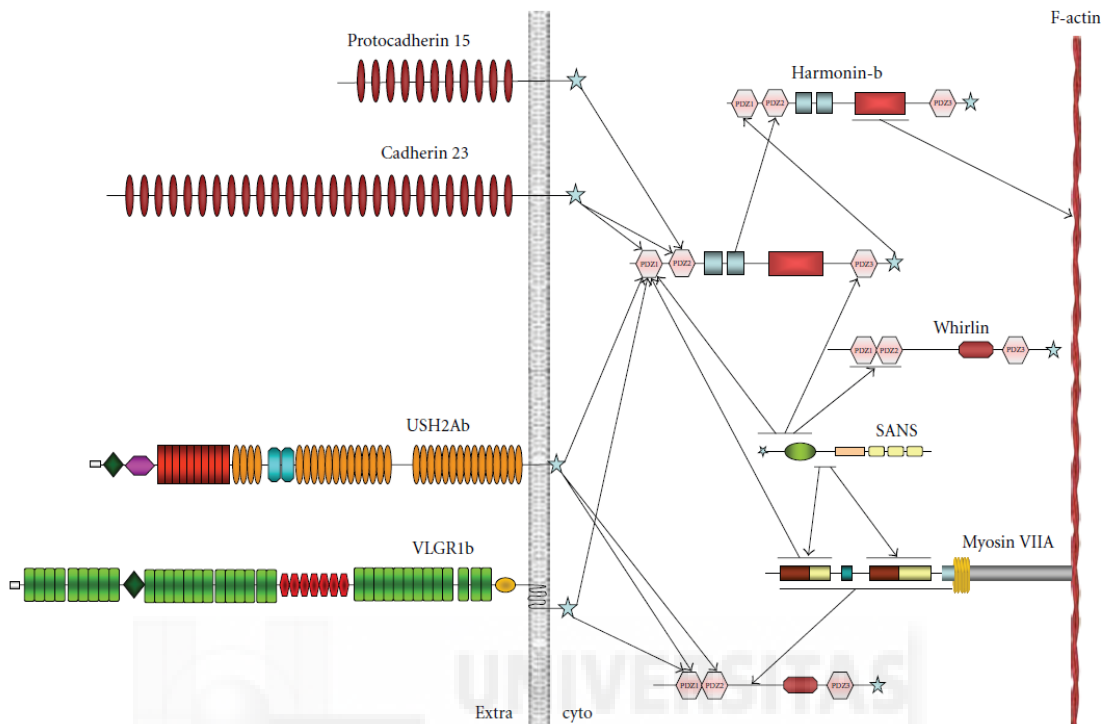 F-actin
Protocadherin 15
Harmonin-b
PDZ1 PDZ2 PDZ3
Cadherin 23
PDZ1 PDZ2 PDZ3
Whirlin
PDZ1 PDZ2 PDZ3
USH2Ab
SANS
VLGR1b
Myosin VIIA
UNIVERSITAS
PDZ1 PDZ2 PDZ3
Extra cyto